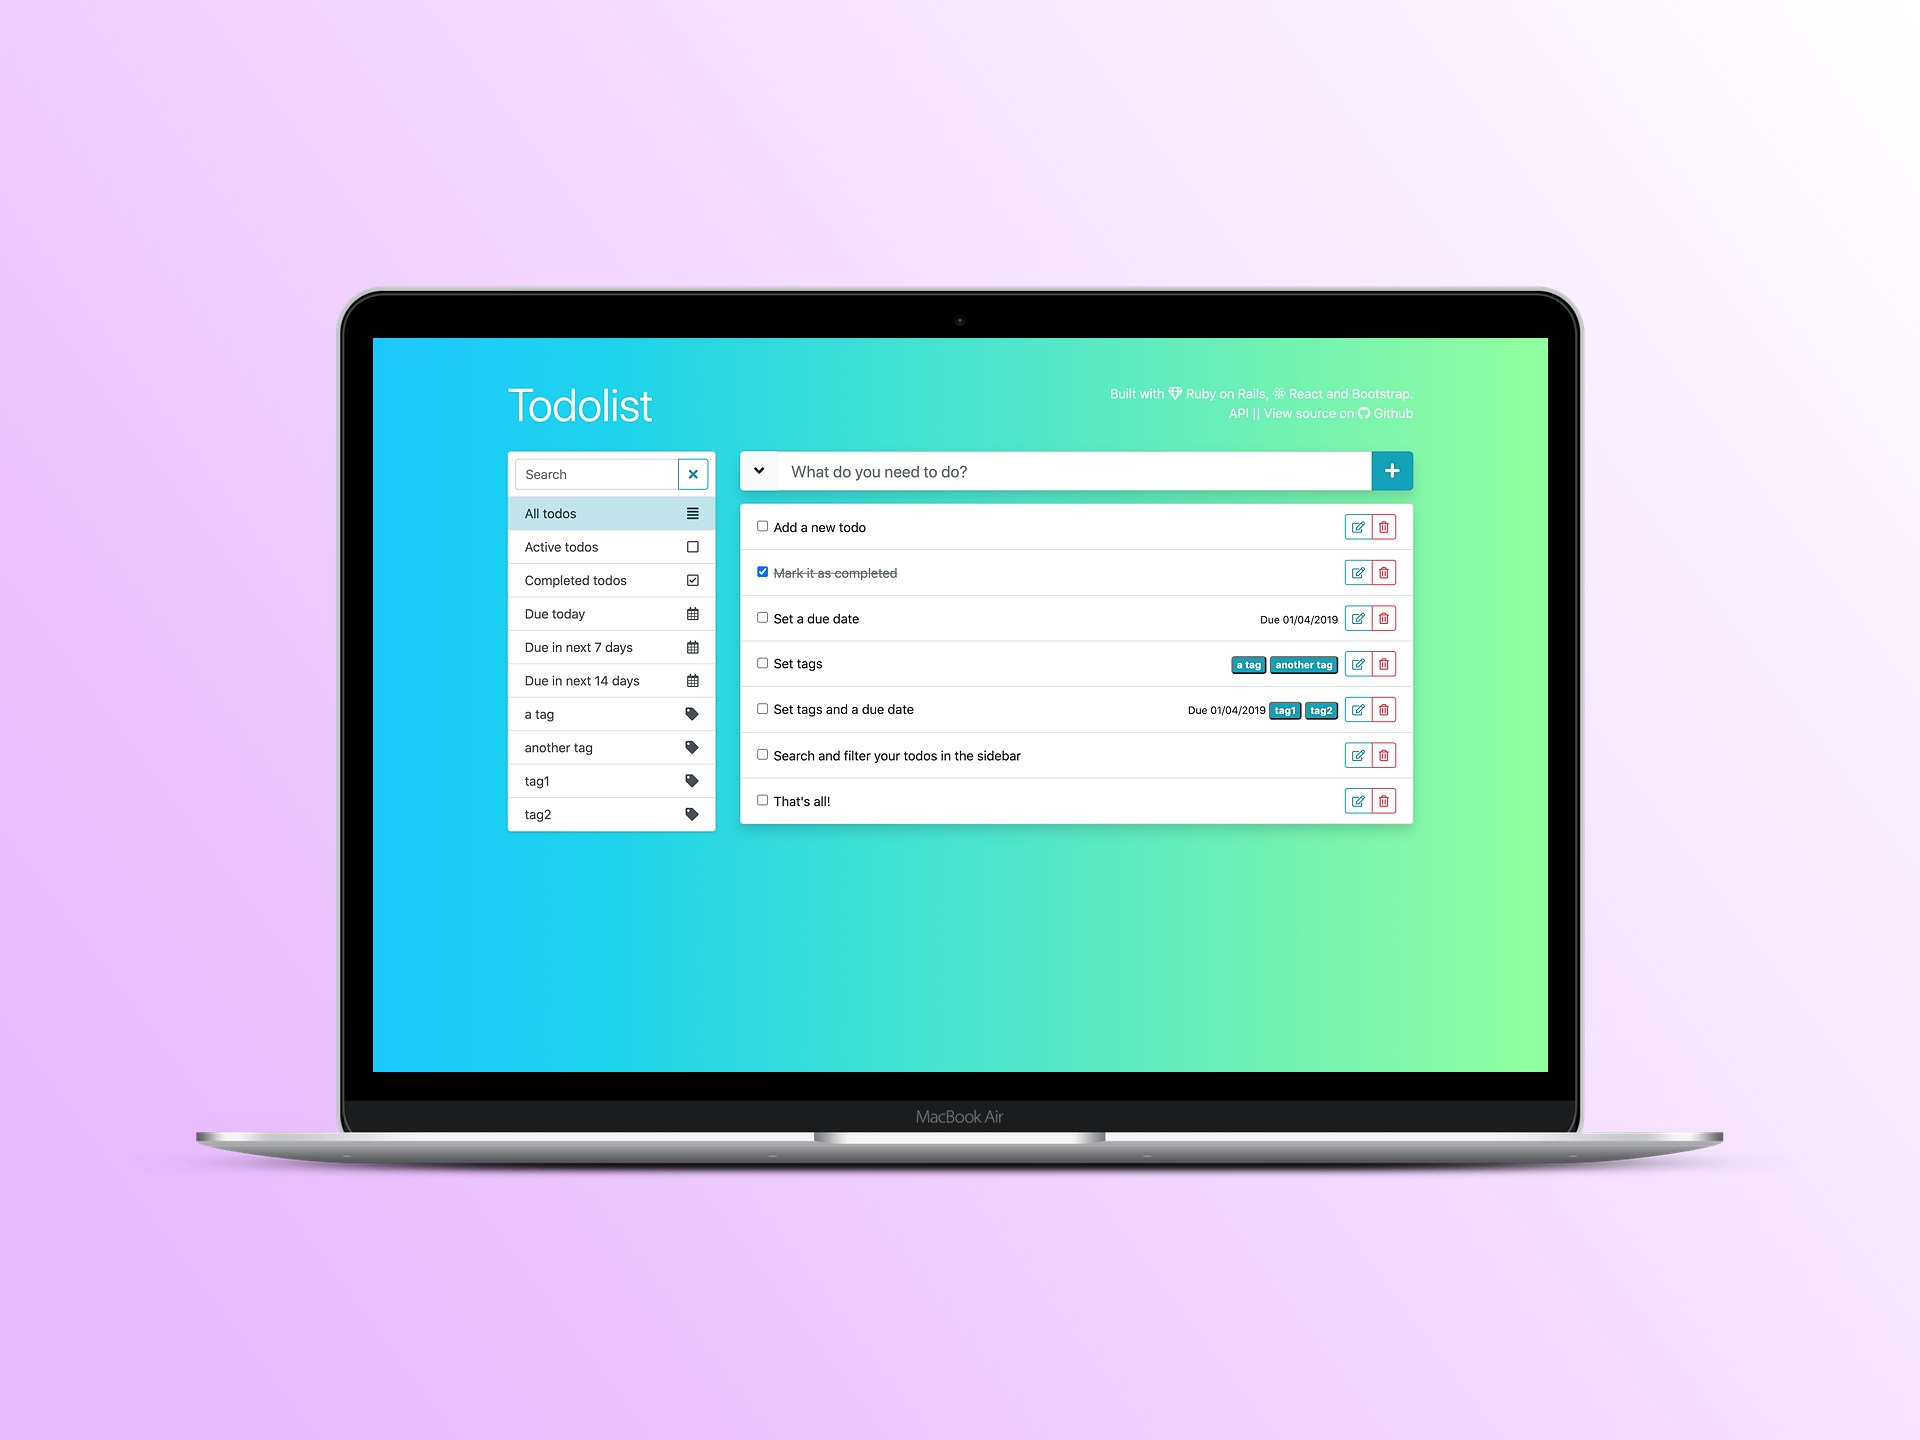 Todolist
Built with Ruby on Rails, React and Bootstrap.
API || View source on Github
Search
All todos
Active todos
Completed todos
Due today
Due in next 7 days
Due in next 14 days
a tag
another tag
tag1
tag2
What do you need to do?
Add a new todo
Mark it as completed
Set a due date Due 01/04/2019
Set tags a tag another tag
Set tags and a due date Due 01/04/2019 tag1 tag2
Search and filter your todos in the sidebar
That's all!
MacBook Air